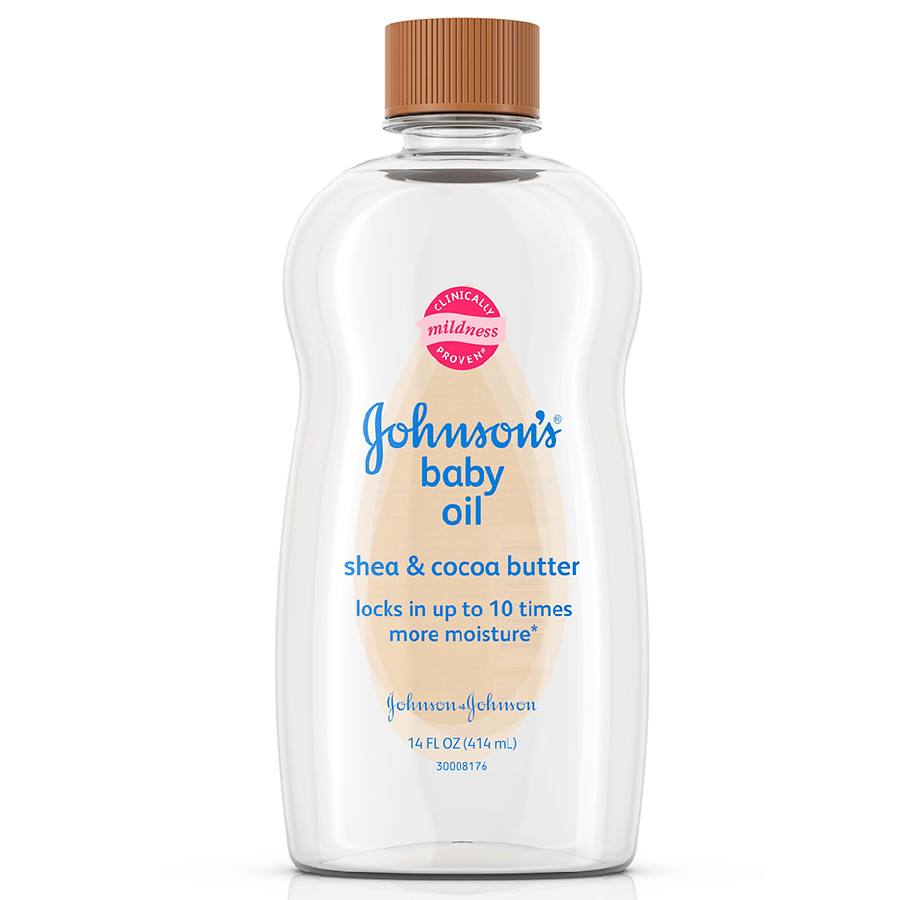 CLINICALLY
mildness
PROVEN®
Johnson's®
baby
oil
shea & cocoa butter
locks in up to 10 times
more moisture*
Johnson & Johnson
14 FL OZ (414 mL)
30008176